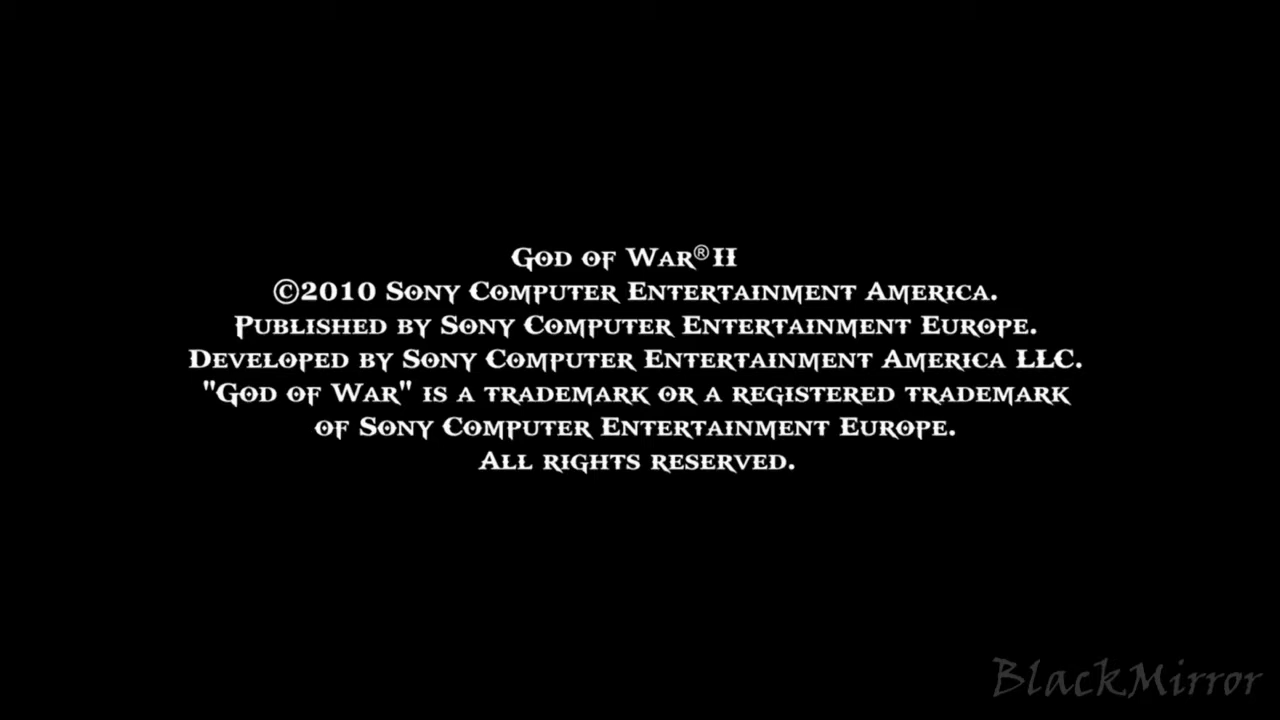 God of War®II
©2010 Sony Computer Entertainment America.
Published by Sony Computer Entertainment Europe.
Developed by Sony Computer Entertainment America LLC.
"God of War" is a trademark or a registered trademark
of Sony Computer Entertainment Europe.
All rights reserved.
BlackMirror